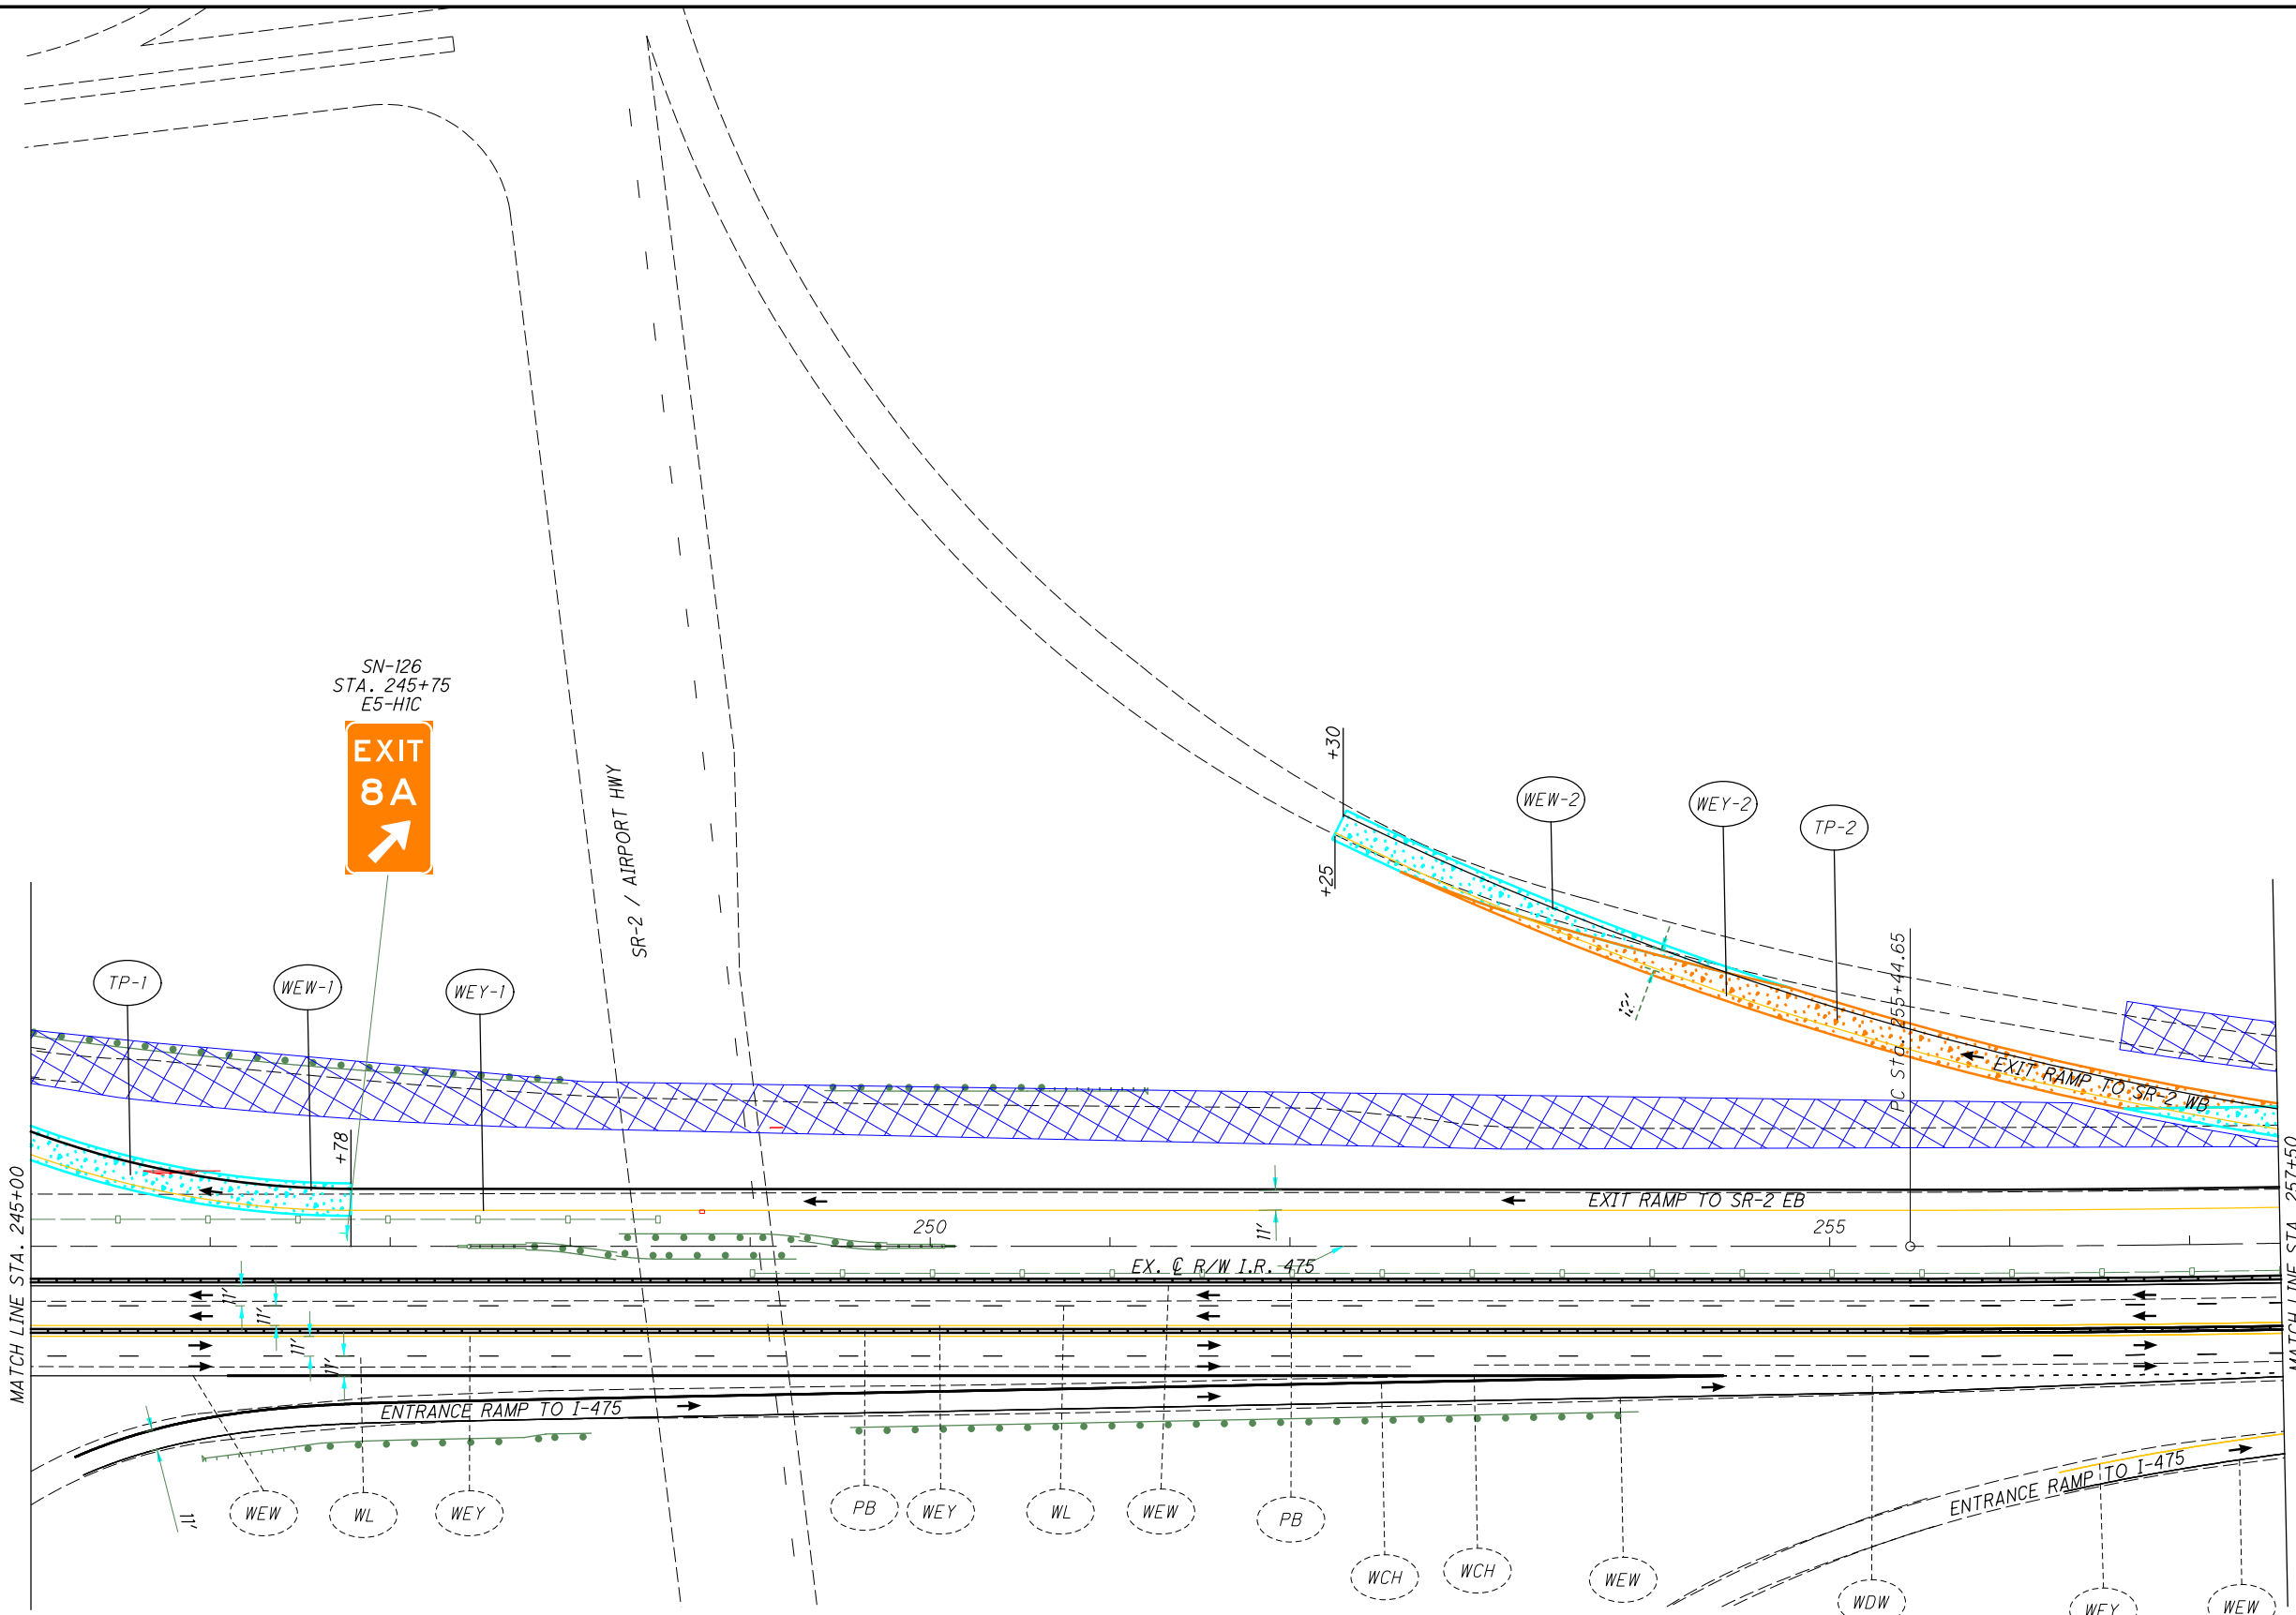 SN-126
STA. 245+75
E5-H1C
EXIT
8A
SR-2 / AIRPORT HWY
+30
+25
WEW-2
WEY-2
TP-2
12'
PC Sta. 255+44.65
EXIT RAMP TO SR-2 WB
TP-1
WEW-1
WEY-1
+78
MATCH LINE STA. 245+00
MATCH LINE STA. 257+50
EXIT RAMP TO SR-2 EB
11'
250
255
EX. ℄ R/W I.R. 475
11'
11'
11'
11'
ENTRANCE RAMP TO I-475
11'
ENTRANCE RAMP TO I-475
WEW
WL
WEY
PB
WEY
WL
WEW
PB
WCH
WCH
WEW
WDW
WEY
WEW